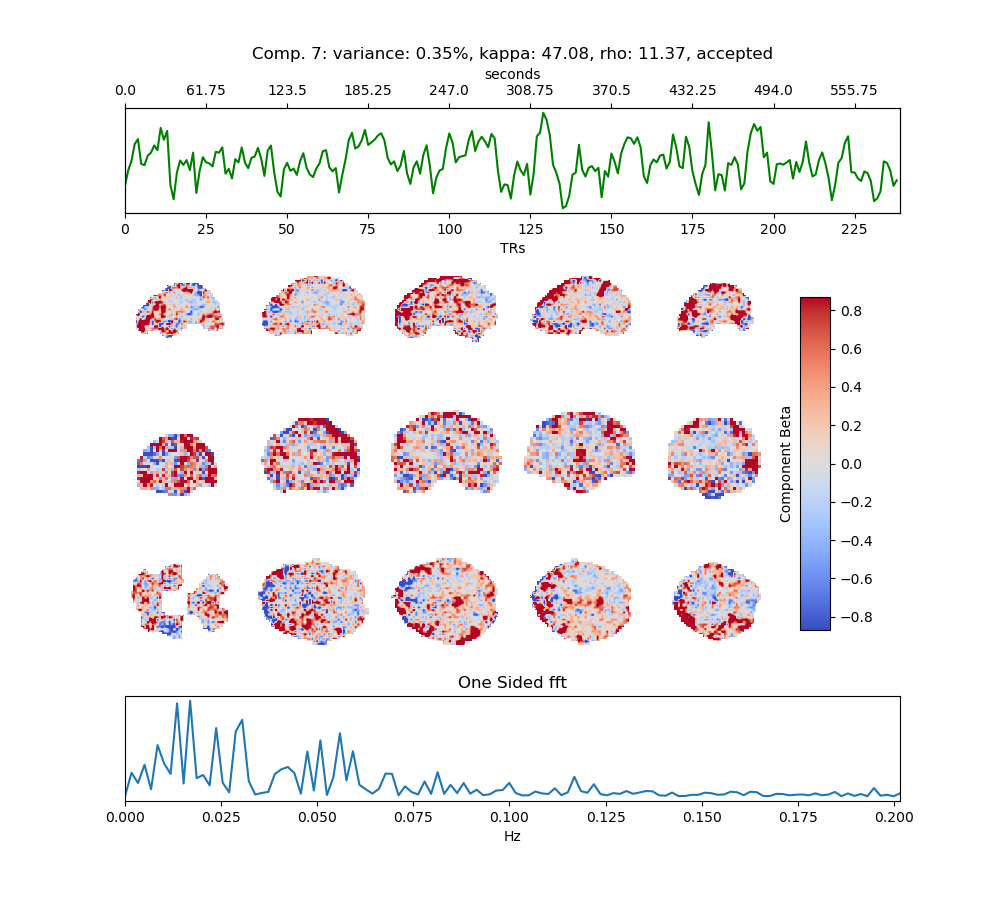 Comp. 7: variance: 0.35%, kappa: 47.08, rho: 11.37, accepted
seconds
0.0 61.75 123.5 185.25 247.0 308.75 370.5 432.25 494.0 555.75
0 25 50 75 100 125 150 175 200 225
TRs
0.8
0.6
0.4
0.2
0.0
−0.2
−0.4
−0.6
−0.8
Component Beta
One Sided fft
0.000 0.025 0.050 0.075 0.100 0.125 0.150 0.175 0.200
Hz